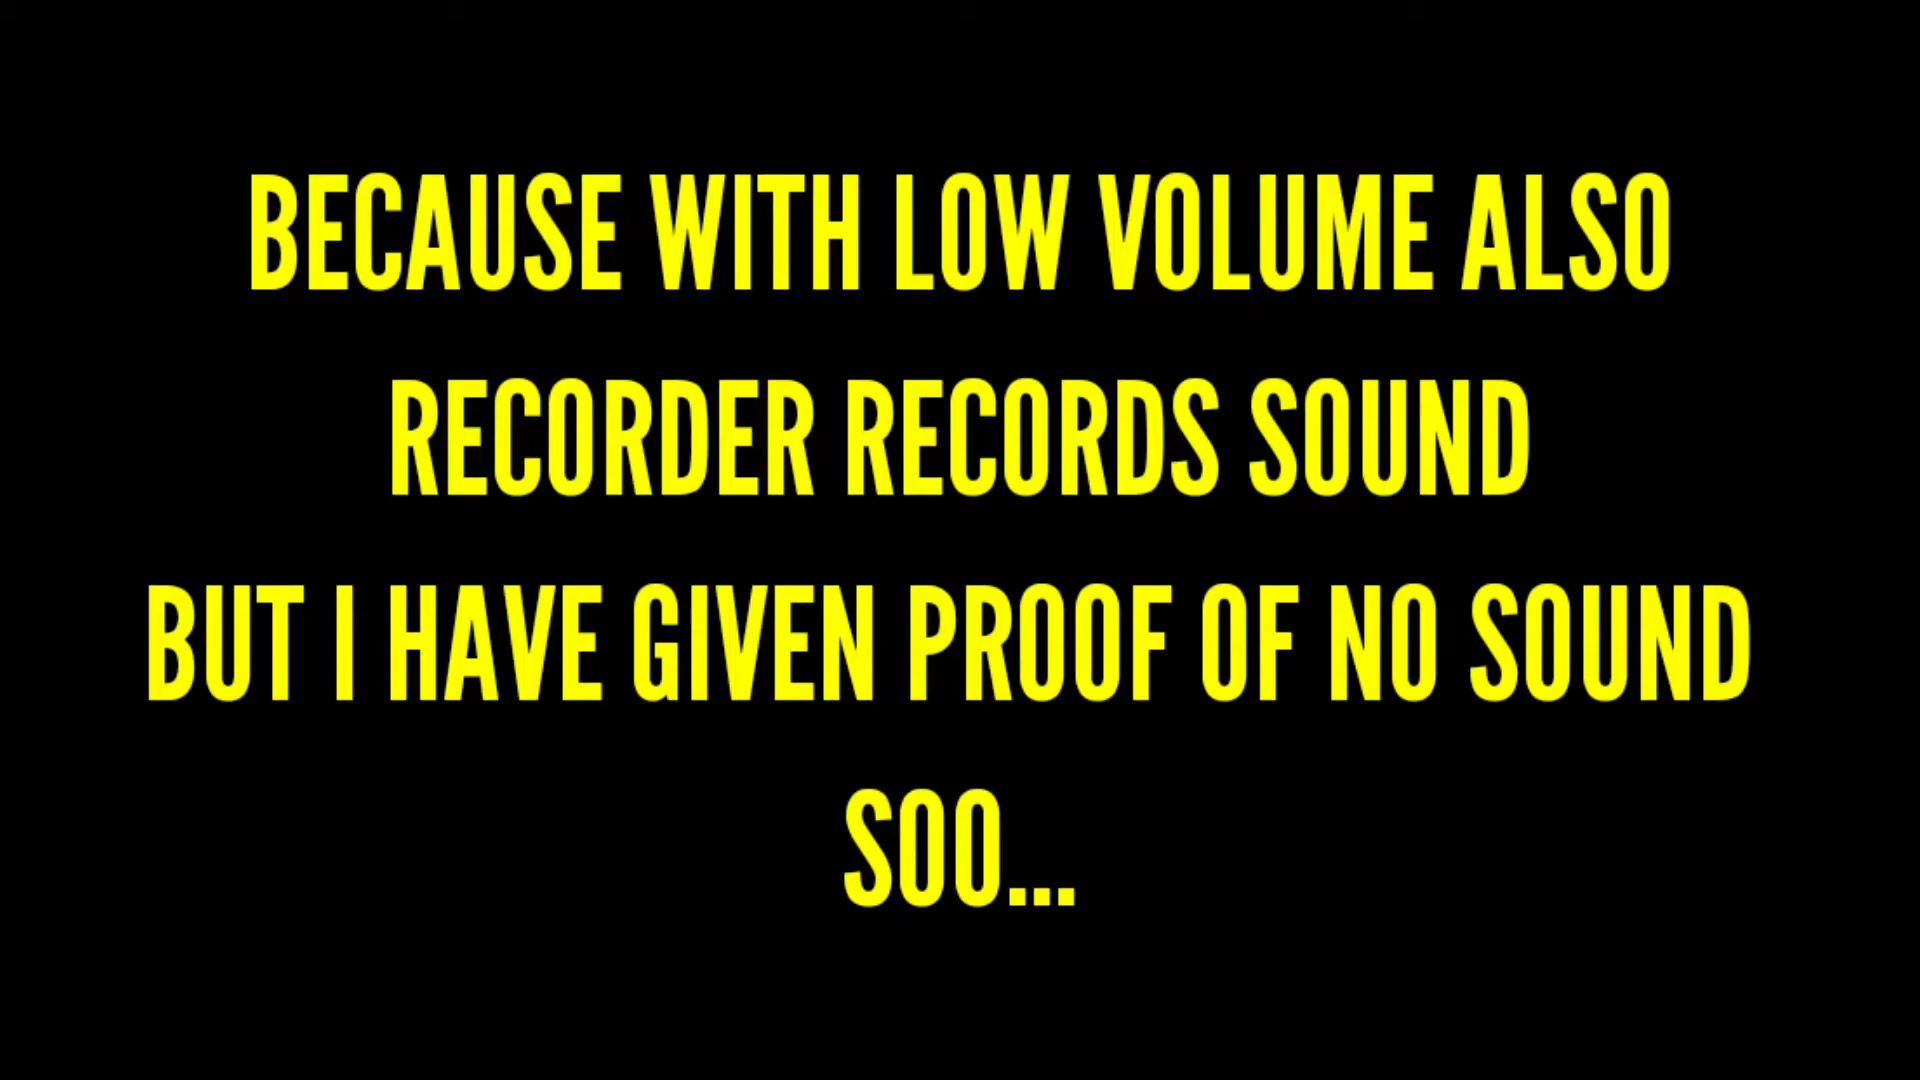 BECAUSE WITH LOW VOLUME ALSO
RECORDER RECORDS SOUND
BUT I HAVE GIVEN PROOF OF NO SOUND
SOO...